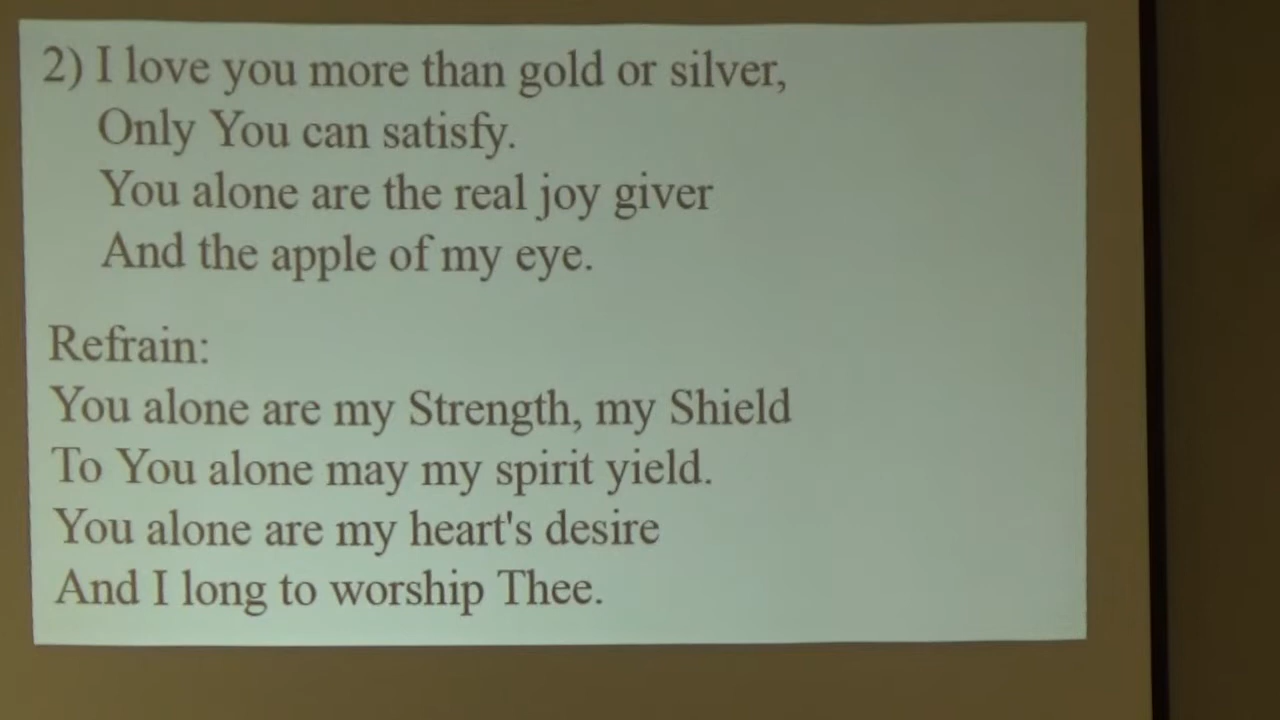 2) I love you more than gold or silver,
Only You can satisfy.
You alone are the real joy giver
And the apple of my eye.
Refrain:
You alone are my Strength, my Shield
To You alone may my spirit yield.
You alone are my heart's desire
And I long to worship Thee.